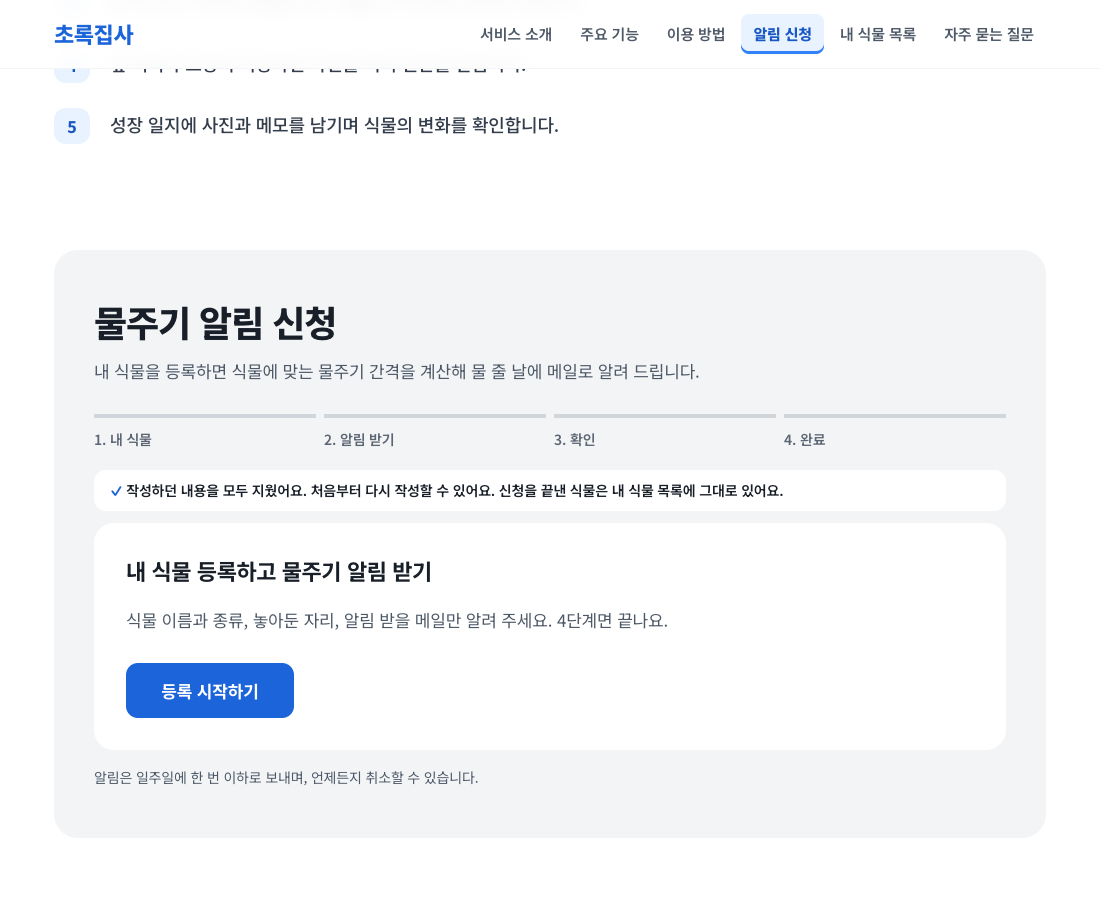 초록집사
서비스 소개
주요 기능
이용 방법
알림 신청
내 식물 목록
자주 묻는 질문
5
성장 일지에 사진과 메모를 남기며 식물의 변화를 확인합니다.
물주기 알림 신청
내 식물을 등록하면 식물에 맞는 물주기 간격을 계산해 물 줄 날에 메일로 알려 드립니다.
1. 내 식물
2. 알림 받기
3. 확인
4. 완료
작성하던 내용을 모두 지웠어요. 처음부터 다시 작성할 수 있어요. 신청을 끝낸 식물은 내 식물 목록에 그대로 있어요.
내 식물 등록하고 물주기 알림 받기
식물 이름과 종류, 놓아둔 자리, 알림 받을 메일만 알려 주세요. 4단계면 끝나요.
등록 시작하기
알림은 일주일에 한 번 이하로 보내며, 언제든지 취소할 수 있습니다.